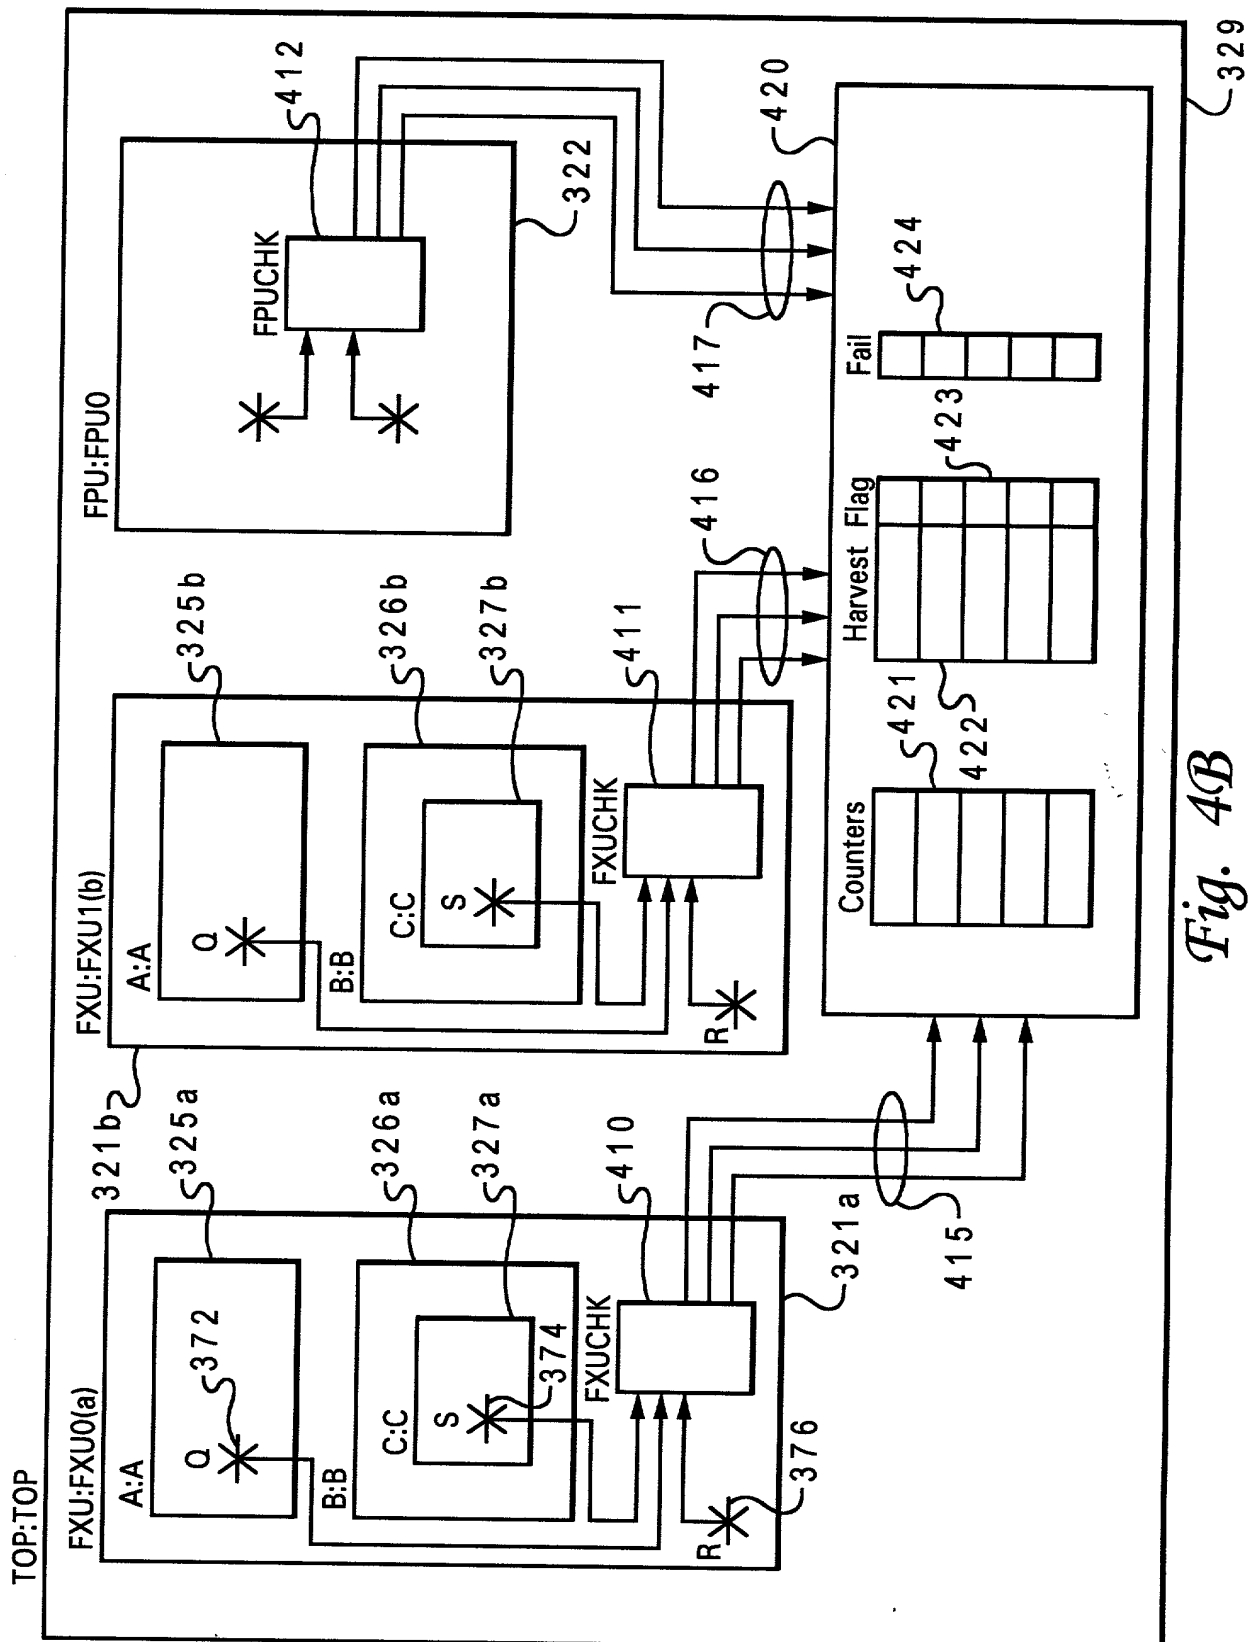 TOP:TOP
FXU:FXU0(a)
A:A
Q
372
325a
B:B
C:C
S
374
326a
327a
FXUCHK
410
R
376
321a
415
321b
FXU:FXU1(b)
A:A
Q
325b
B:B
C:C
S
326b
327b
FXUCHK
411
R
416
FPU:FPU0
FPUCHK
412
322
417
420
Counters
421
Harvest Flag
422
423
Fail
424
329
Fig. 4B